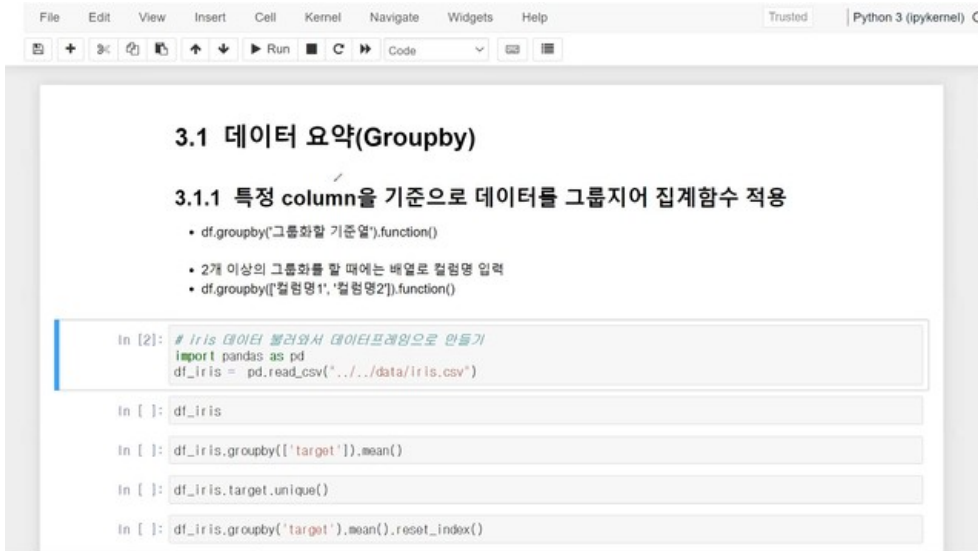 File Edit View Insert Cell Kernel Navigate Widgets Help Trusted Python 3 (ipykernel)
Run Code
3.1 데이터 요약(Groupby)
3.1.1 특정 column을 기준으로 데이터를 그룹지어 집계함수 적용
• df.groupby('그룹화할 기준열').function()
• 2개 이상의 그룹화를 할 때에는 배열로 컬럼명 입력
• df.groupby(['컬럼명1', '컬럼명2']).function()
In [2]: # iris 데이터 불러와서 데이터프레임으로 만들기
import pandas as pd
df_iris = pd.read_csv("../../data/iris.csv")
In [ ]: df_iris
In [ ]: df_iris.groupby(['target']).mean()
In [ ]: df_iris.target.unique()
In [ ]: df_iris.groupby('target').mean().reset_index()